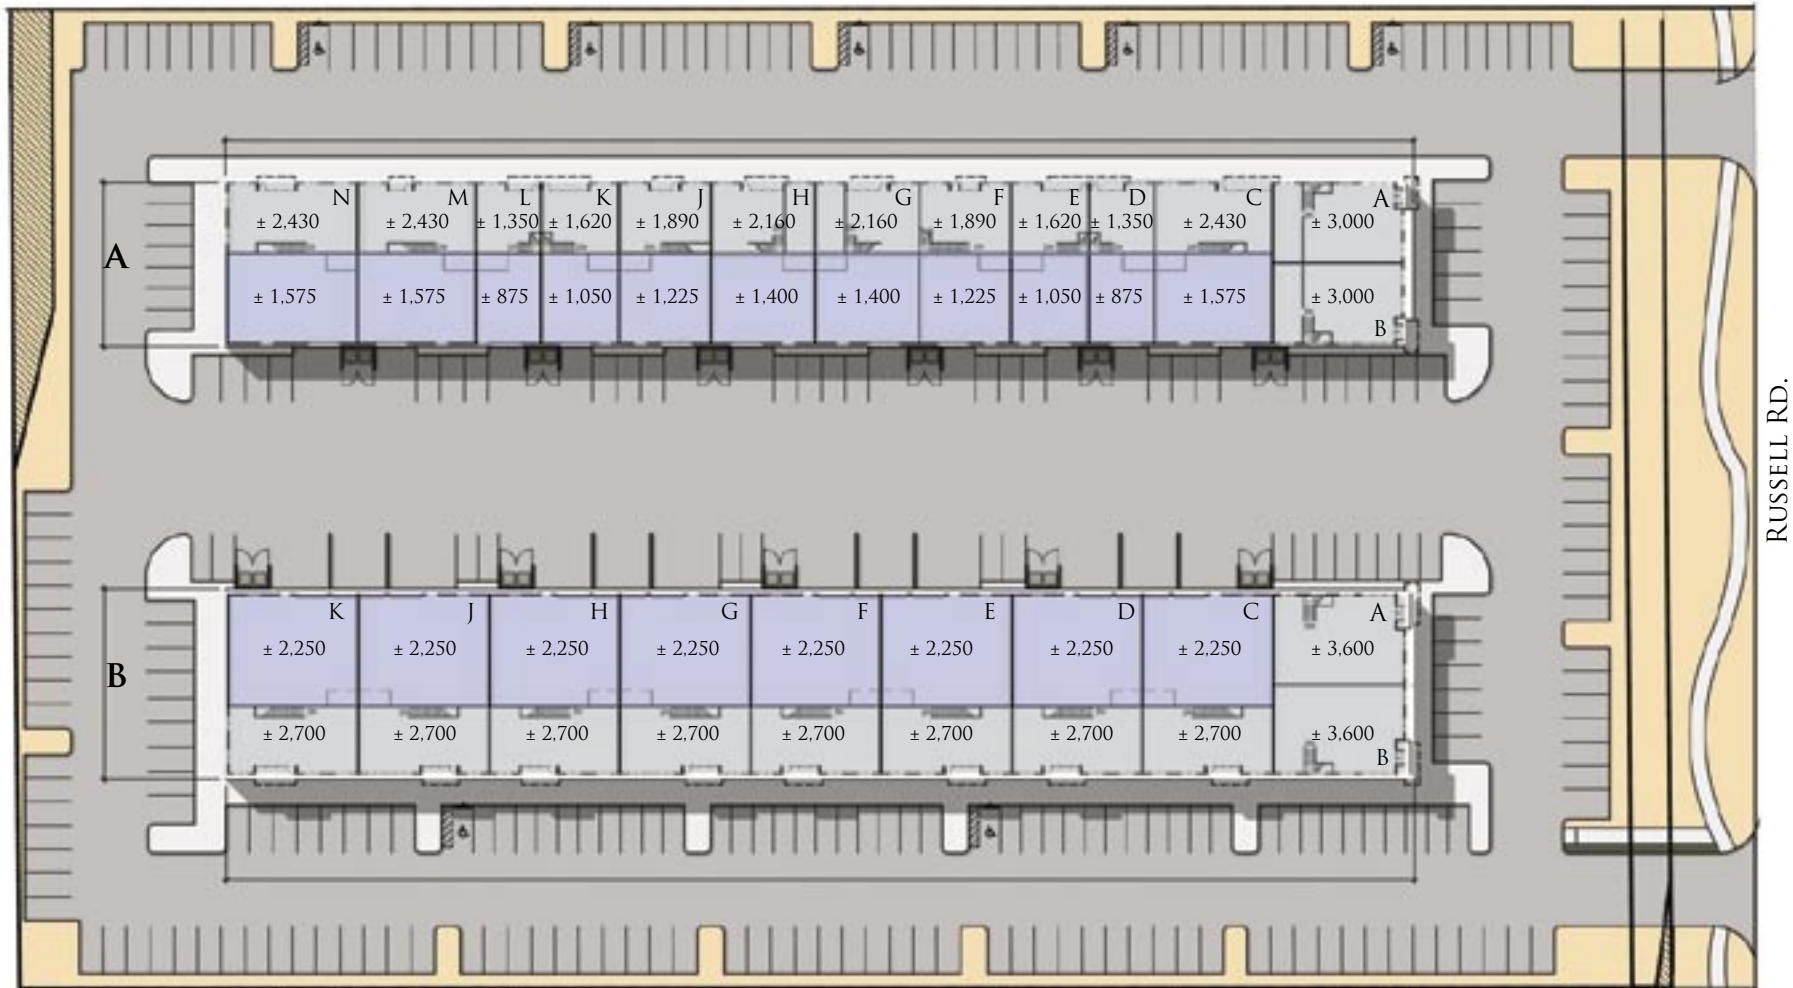 N M L K J H G F E D C A
± 2,430 ± 2,430 ± 1,350 ± 1,620 ± 1,890 ± 2,160 ± 2,160 ± 1,890 ± 1,620 ± 1,350 ± 2,430 ± 3,000
A
± 1,575 ± 1,575 ± 875 ± 1,050 ± 1,225 ± 1,400 ± 1,400 ± 1,225 ± 1,050 ± 875 ± 1,575 ± 3,000
B
RUSSELL RD.
K J H G F E D C A
± 2,250 ± 2,250 ± 2,250 ± 2,250 ± 2,250 ± 2,250 ± 2,250 ± 2,250 ± 3,600
B
± 2,700 ± 2,700 ± 2,700 ± 2,700 ± 2,700 ± 2,700 ± 2,700 ± 2,700 ± 3,600
B